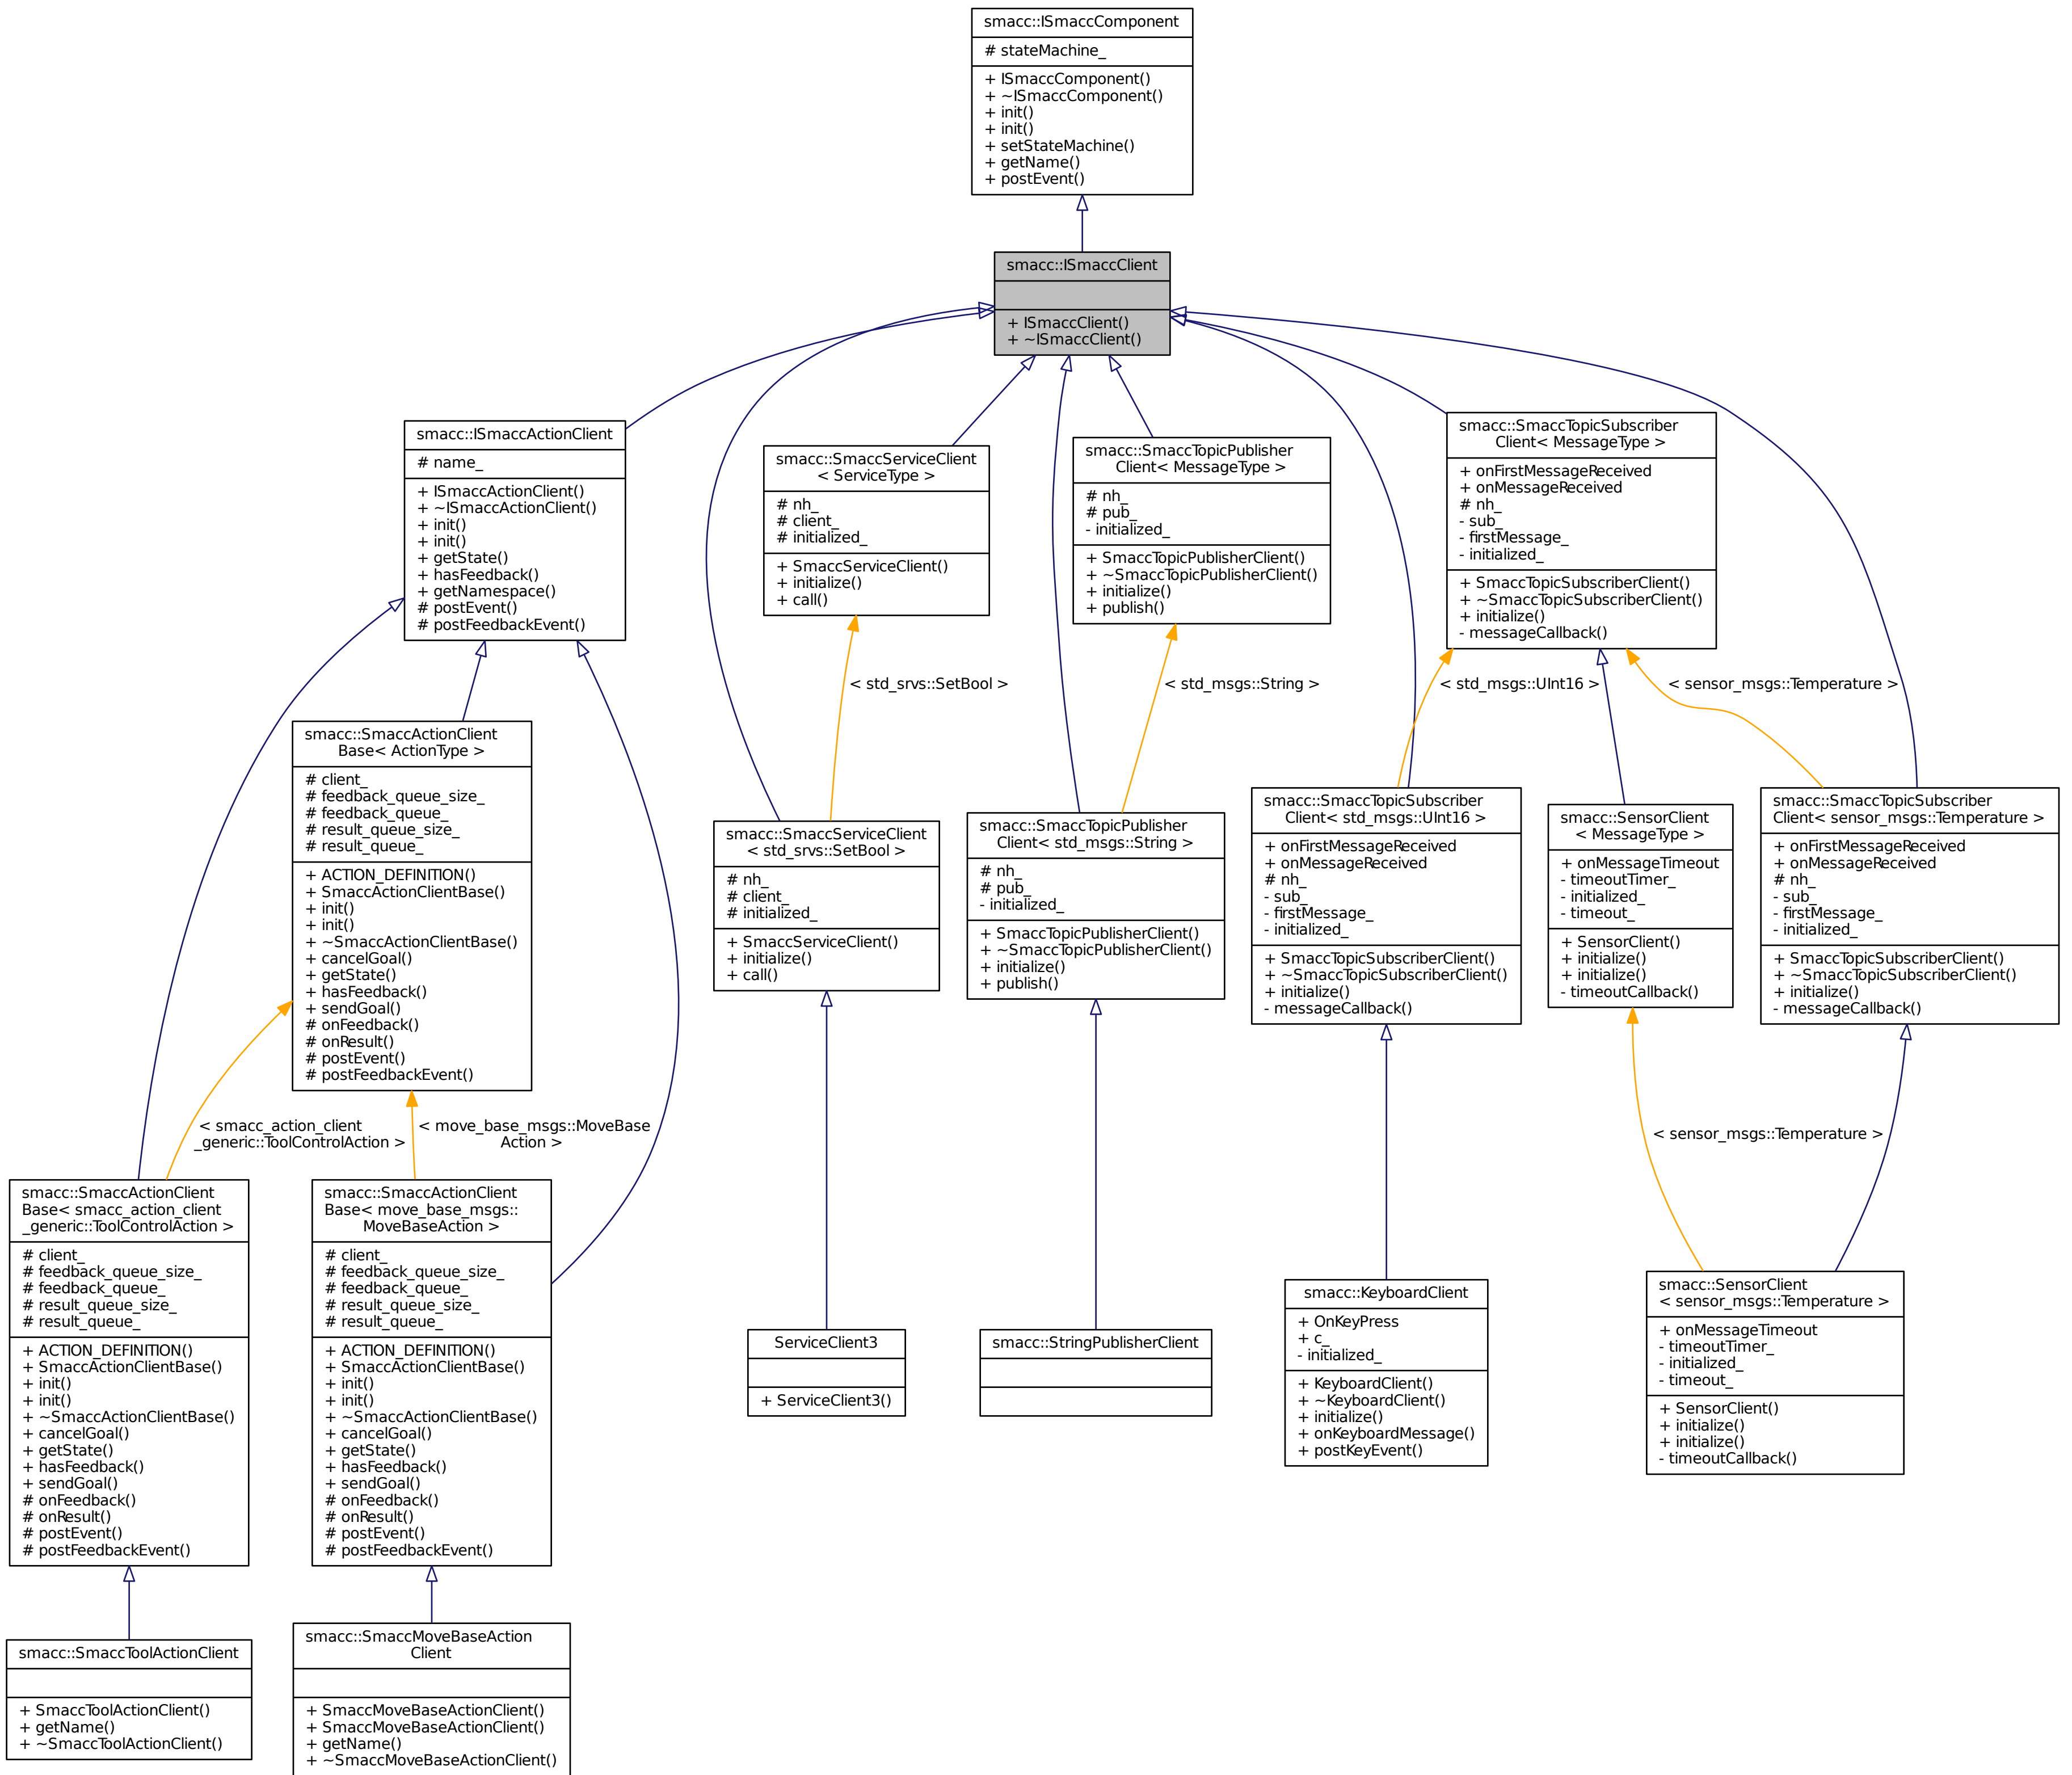 smacc::ISmaccComponent
# stateMachine_
+ ISmaccComponent()
+ ~ISmaccComponent()
+ init()
+ init()
+ setStateMachine()
+ getName()
+ postEvent()
smacc::ISmaccClient
+ ISmaccClient()
+ ~ISmaccClient()
smacc::ISmaccActionClient
# name_
+ ISmaccActionClient()
+ ~ISmaccActionClient()
+ init()
+ init()
+ getState()
+ hasFeedback()
+ getNamespace()
# postEvent()
# postFeedbackEvent()
smacc::SmaccServiceClient
< ServiceType >
# nh_
# client_
# initialized_
+ SmaccServiceClient()
+ initialize()
+ call()
smacc::SmaccTopicPublisher
Client< MessageType >
# nh_
# pub_
- initialized_
+ SmaccTopicPublisherClient()
+ ~SmaccTopicPublisherClient()
+ initialize()
+ publish()
smacc::SmaccTopicSubscriber
Client< MessageType >
+ onFirstMessageReceived
+ onMessageReceived
# nh_
- sub_
- firstMessage_
- initialized_
+ SmaccTopicSubscriberClient()
+ ~SmaccTopicSubscriberClient()
+ initialize()
- messageCallback()
< std_srvs::SetBool >
< std_msgs::String >
< std_msgs::UInt16 >
< sensor_msgs::Temperature >
smacc::SmaccActionClient
Base< ActionType >
# client_
# feedback_queue_size_
# feedback_queue_
# result_queue_size_
# result_queue_
+ ACTION_DEFINITION()
+ SmaccActionClientBase()
+ init()
+ init()
+ ~SmaccActionClientBase()
+ cancelGoal()
+ getState()
+ hasFeedback()
+ sendGoal()
# onFeedback()
# onResult()
# postEvent()
# postFeedbackEvent()
smacc::SmaccServiceClient
< std_srvs::SetBool >
# nh_
# client_
# initialized_
+ SmaccServiceClient()
+ initialize()
+ call()
smacc::SmaccTopicPublisher
Client< std_msgs::String >
# nh_
# pub_
- initialized_
+ SmaccTopicPublisherClient()
+ ~SmaccTopicPublisherClient()
+ initialize()
+ publish()
smacc::SmaccTopicSubscriber
Client< std_msgs::UInt16 >
+ onFirstMessageReceived
+ onMessageReceived
# nh_
- sub_
- firstMessage_
- initialized_
+ SmaccTopicSubscriberClient()
+ ~SmaccTopicSubscriberClient()
+ initialize()
- messageCallback()
smacc::SensorClient
< MessageType >
+ onMessageTimeout
- timeoutTimer_
- initialized_
- timeout_
+ SensorClient()
+ initialize()
+ initialize()
- timeoutCallback()
smacc::SmaccTopicSubscriber
Client< sensor_msgs::Temperature >
+ onFirstMessageReceived
+ onMessageReceived
# nh_
- sub_
- firstMessage_
- initialized_
+ SmaccTopicSubscriberClient()
+ ~SmaccTopicSubscriberClient()
+ initialize()
- messageCallback()
< smacc_action_client
_generic::ToolControlAction >
< move_base_msgs::MoveBase
Action >
< sensor_msgs::Temperature >
smacc::SmaccActionClient
Base< smacc_action_client
_generic::ToolControlAction >
# client_
# feedback_queue_size_
# feedback_queue_
# result_queue_size_
# result_queue_
+ ACTION_DEFINITION()
+ SmaccActionClientBase()
+ init()
+ init()
+ ~SmaccActionClientBase()
+ cancelGoal()
+ getState()
+ hasFeedback()
+ sendGoal()
# onFeedback()
# onResult()
# postEvent()
# postFeedbackEvent()
smacc::SmaccActionClient
Base< move_base_msgs::
MoveBaseAction >
# client_
# feedback_queue_size_
# feedback_queue_
# result_queue_size_
# result_queue_
+ ACTION_DEFINITION()
+ SmaccActionClientBase()
+ init()
+ init()
+ ~SmaccActionClientBase()
+ cancelGoal()
+ getState()
+ hasFeedback()
+ sendGoal()
# onFeedback()
# onResult()
# postEvent()
# postFeedbackEvent()
ServiceClient3
+ ServiceClient3()
smacc::StringPublisherClient
smacc::KeyboardClient
+ OnKeyPress
+ c_
- initialized_
+ KeyboardClient()
+ ~KeyboardClient()
+ initialize()
+ onKeyboardMessage()
+ postKeyEvent()
smacc::SensorClient
< sensor_msgs::Temperature >
+ onMessageTimeout
- timeoutTimer_
- initialized_
- timeout_
+ SensorClient()
+ initialize()
+ initialize()
- timeoutCallback()
smacc::SmaccToolActionClient
+ SmaccToolActionClient()
+ getName()
+ ~SmaccToolActionClient()
smacc::SmaccMoveBaseAction
Client
+ SmaccMoveBaseActionClient()
+ SmaccMoveBaseActionClient()
+ getName()
+ ~SmaccMoveBaseActionClient()